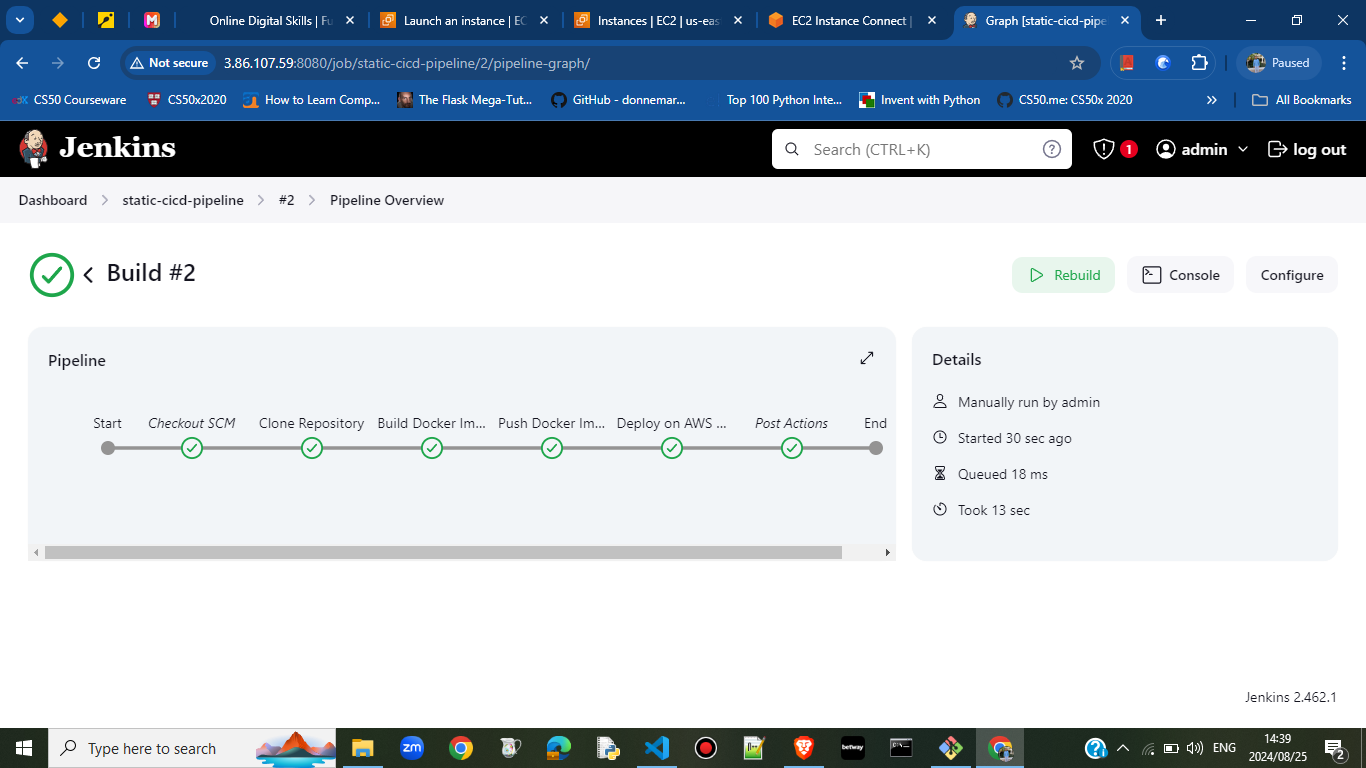 Online Digital Skills | Fu
Launch an instance | EC
Instances | EC2 | us-eas
EC2 Instance Connect |
Graph [static-cicd-pipe
Not secure
3.86.107.59:8080/job/static-cicd-pipeline/2/pipeline-graph/
Paused
CS50 Courseware
CS50x2020
How to Learn Comp...
The Flask Mega-Tut...
GitHub - donnemar...
Top 100 Python Inte...
Invent with Python
CS50.me: CS50x 2020
»
All Bookmarks
Jenkins
Search (CTRL+K)
1
admin
log out
Dashboard
static-cicd-pipeline
#2
Pipeline Overview
Build #2
Rebuild
Console
Configure
Pipeline
Start
Checkout SCM
Clone Repository
Build Docker Im...
Push Docker Im...
Deploy on AWS ...
Post Actions
End
Details
Manually run by admin
Started 30 sec ago
Queued 18 ms
Took 13 sec
Jenkins 2.462.1
Type here to search
zm
betway
ENG
14:39
2024/08/25
2